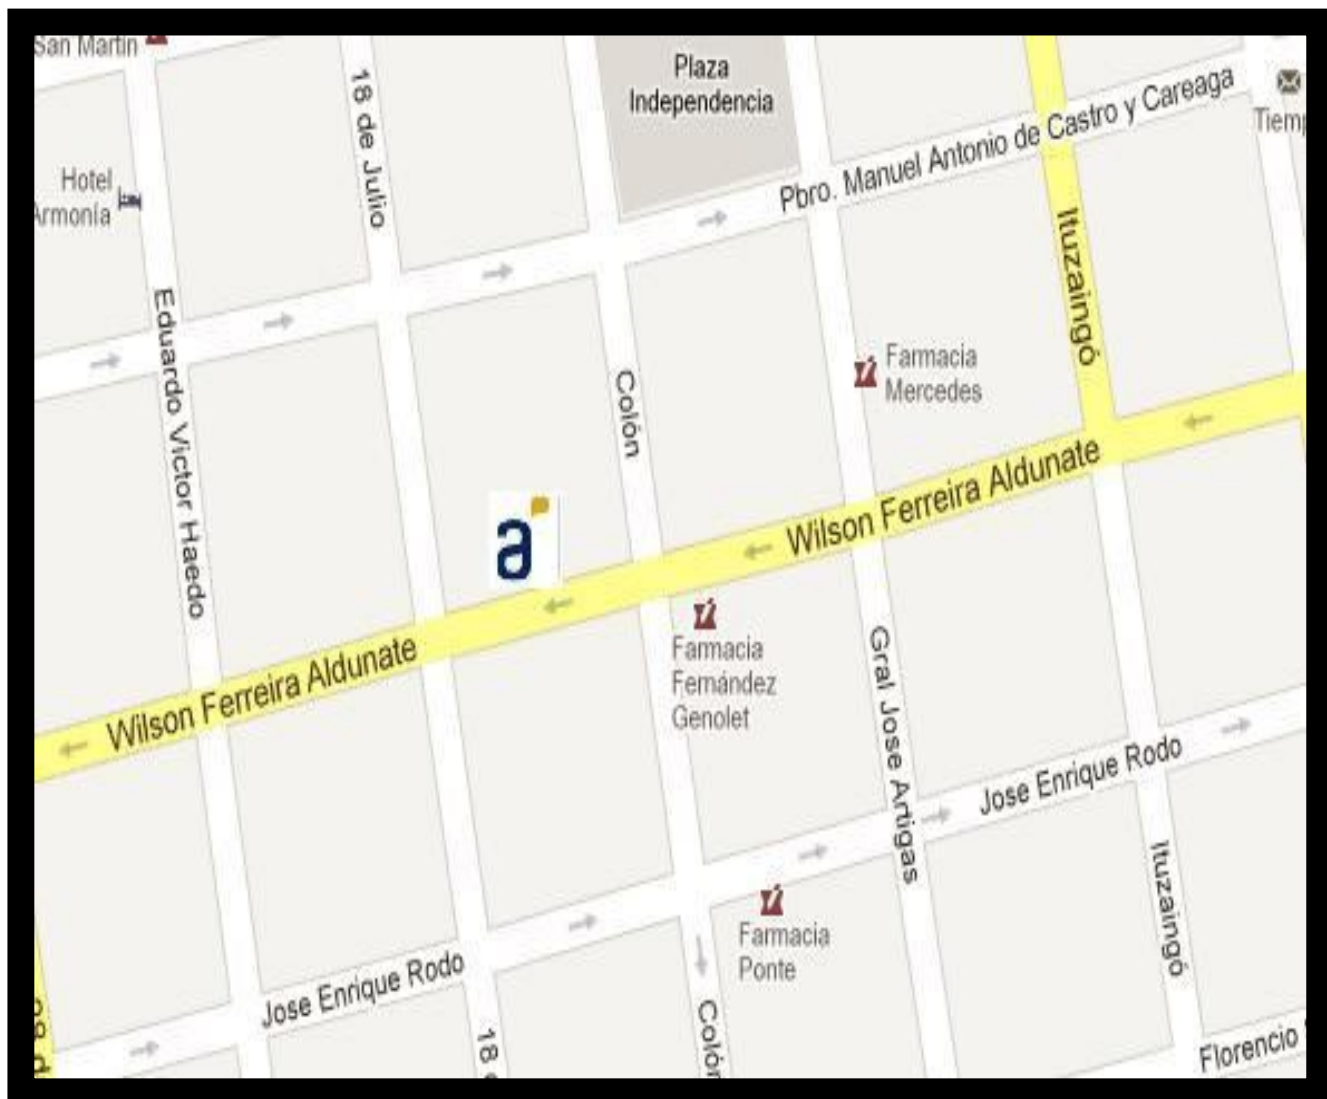 San Martin
Plaza
Independencia
18 de Julio
Pbro. Manuel Antonio de Castro y Careaga
Hotel
Armonía
Ituzaingó
Eduardo Victor Haedo
Farmacia
Mercedes
Colón
a
Wilson Ferreira Aldunate
Farmacia
Fernández
Genolet
Gral Jose Artigas
Wilson Ferreira Aldunate
Jose Enrique Rodo
Ituzaingó
Farmacia
Ponte
Jose Enrique Rodo
18
Colón
Florencio